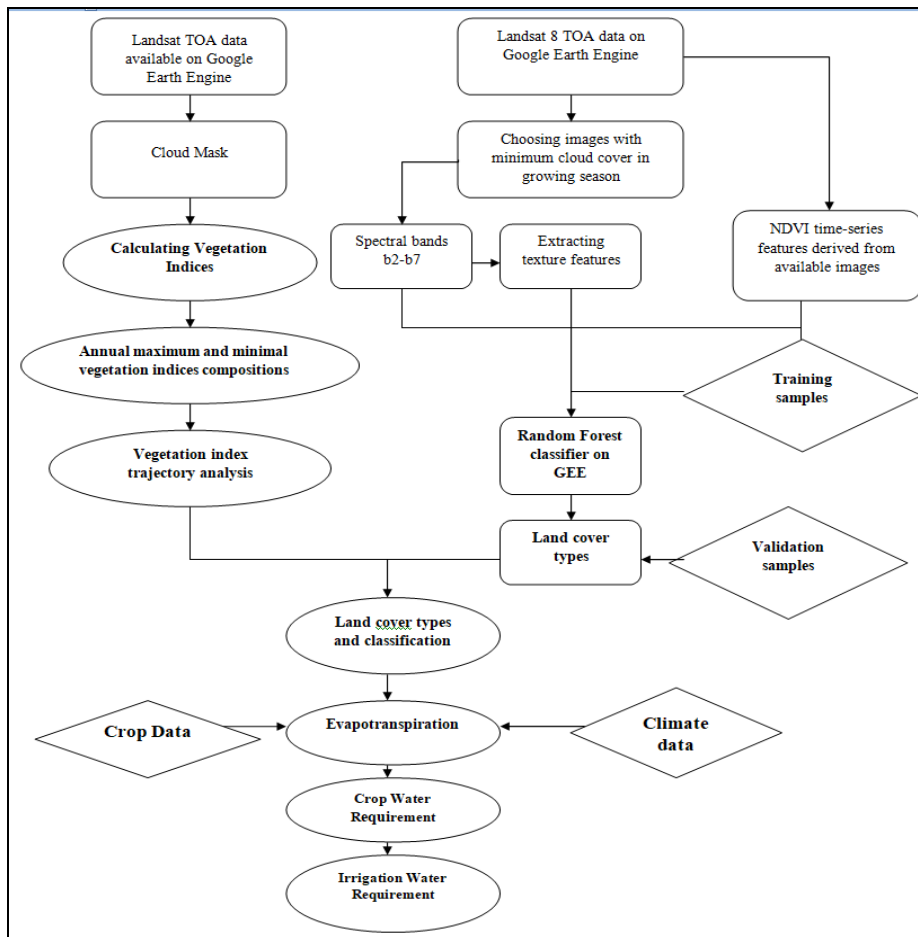 Landsat TOA data
available on Google
Earth Engine
Landsat 8 TOA data on
Google Earth Engine
Cloud Mask
Choosing images with
minimum cloud cover in
growing season
Calculating Vegetation
Indices
Spectral bands
b2-b7
Extracting
texture features
NDVI time-series
features derived from
available images
Annual maximum and minimal
vegetation indices compositions
Training
samples
Vegetation index
trajectory analysis
Random Forest
classifier on
GEE
Land cover
types
Validation
samples
Land cover types
and classification
Crop Data
Evapotranspiration
Climate
data
Crop Water
Requirement
Irrigation Water
Requirement